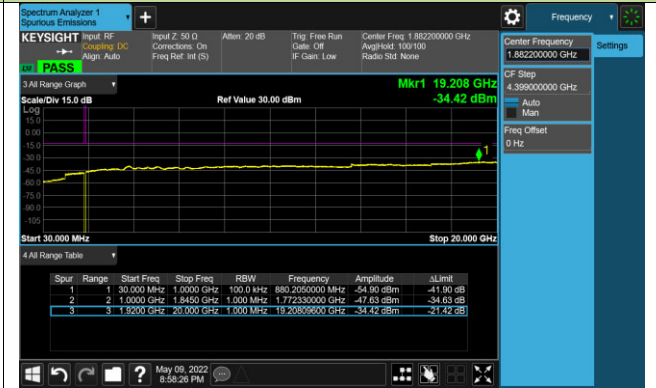 Spectrum Analyzer 1
Spurious Emissions
Frequency
KEYSIGHT Input: RF Input Z: 50 Ω Atten: 20 dB Trig: Free Run Center Freq: 1.882200000 GHz
Coupling: DC Corrections: On Gate: Off Avg|Hold: 100/100
Align: Auto Freq Ref: Int (S) IF Gain: Low Radio Std: None
PASS
Center Frequency
1.882200000 GHz
Settings
CF Step
4.399000000 GHz
Auto
Man
Freq Offset
0 Hz
3 All Range Graph
Mkr1 19.208 GHz
Scale/Div 15.0 dB Ref Value 30.00 dBm -34.42 dBm
Log
15.0
0.00
-15.0
-30.0
-45.0
-60.0
-75.0
-90.0
-105
1
Start 30.000 MHz Stop 20.000 GHz
4 All Range Table
Spur Range Start Freq Stop Freq RBW Frequency Amplitude ΔLimit
1 1 30.000 MHz 1.0000 GHz 100.0 kHz 880.2050000 MHz -54.90 dBm -41.90 dB
2 2 1.0000 GHz 1.8450 GHz 1.000 MHz 1.772330000 GHz -47.63 dBm -34.63 dB
3 3 1.9200 GHz 20.000 GHz 1.000 MHz 19.20809600 GHz -34.42 dBm -21.42 dB
May 09, 2022
8:58:26 PM